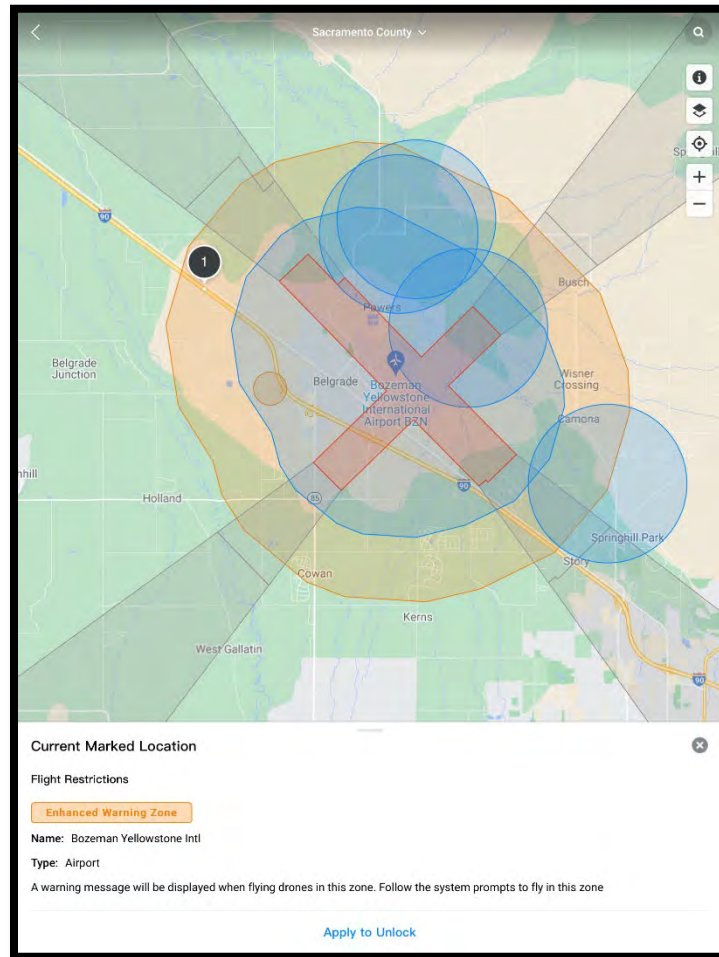 Sacramento County
90
1
Busch
Powers
Belgrade Junction
Belgrade
Wisner Crossing
Bozeman
Yellowstone
International
Airport BZN
Camona
90
85
Holland
Springhill Park
Story
Cowan
Kerns
West Gallatin
90
Current Marked Location
Flight Restrictions
Enhanced Warning Zone
Name: Bozeman Yellowstone Intl
Type: Airport
A warning message will be displayed when flying drones in this zone. Follow the system prompts to fly in this zone
Apply to Unlock